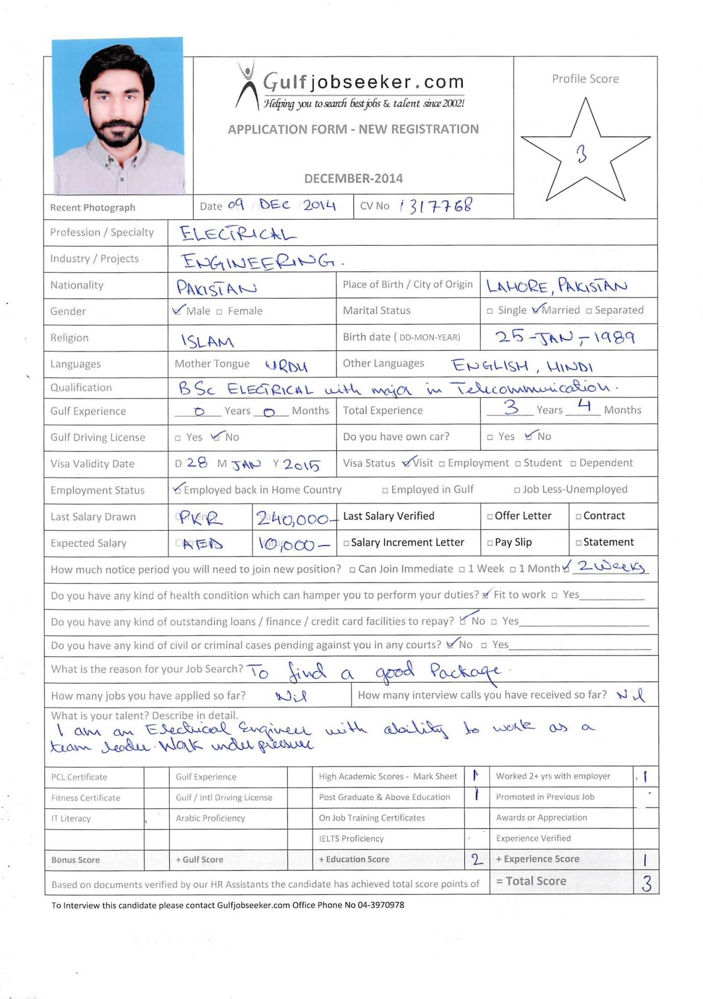 Gulfjobseeker.com
Helping you to search best jobs & talent since 2002!
APPLICATION FORM - NEW REGISTRATION
DECEMBER-2014
Profile Score
3
Recent Photograph Date 09 DEC 2014 CV No 1317768
Profession / Specialty ELECTRICAL
Industry / Projects ENGINEERING.
Nationality PAKISTAN Place of Birth / City of Origin LAHORE, PAKISTAN
Gender ☑ Male □ Female Marital Status □ Single ☑ Married □ Separated
Religion ISLAM Birth date ( DD-MON-YEAR) 25-JAN,-1989
Languages Mother Tongue URDU Other Languages ENGLISH, HINDI
Qualification BSc ELECTRICAL with major in Telecommunication.
Gulf Experience 0 Years 0 Months Total Experience 3 Years 4 Months
Gulf Driving License □ Yes ☑ No Do you have own car? □ Yes ☑ No
Visa Validity Date D 28 M JAN Y 2015 Visa Status ☑ Visit □ Employment □ Student □ Dependent
Employment Status ☑ Employed back in Home Country □ Employed in Gulf □ Job Less-Unemployed
Last Salary Drawn PKR 240,000- Last Salary Verified □ Offer Letter □ Contract
Expected Salary AED 10,000- □ Salary Increment Letter □ Pay Slip □ Statement
How much notice period you will need to join new position? □ Can Join Immediate □ 1 Week □ 1 Month ☑ 2 Weeks
Do you have any kind of health condition which can hamper you to perform your duties? ☑ Fit to work □ Yes
Do you have any kind of outstanding loans / finance / credit card facilities to repay? ☑ No □ Yes
Do you have any kind of civil or criminal cases pending against you in any courts? ☑ No □ Yes
What is the reason for your Job Search? To find a good Package.
How many jobs you have applied so far? Nil How many interview calls you have received so far? Nil
What is your talent? Describe in detail.
I am an Electrical Engineer with ability to work as a
team leader. Work under pressure
PCL Certificate Gulf Experience High Academic Scores - Mark Sheet 1 Worked 2+ yrs with employer 1
Fitness Certificate Gulf / Intl Driving License Post Graduate & Above Education 1 Promoted in Previous Job
IT Literacy Arabic Proficiency On Job Training Certificates Awards or Appreciation
IELTS Proficiency Experience Verified
Bonus Score + Gulf Score + Education Score 2 + Experience Score 1
Based on documents verified by our HR Assistants the candidate has achieved total score points of = Total Score 3
To Interview this candidate please contact Gulfjobseeker.com Office Phone No 04-3970978